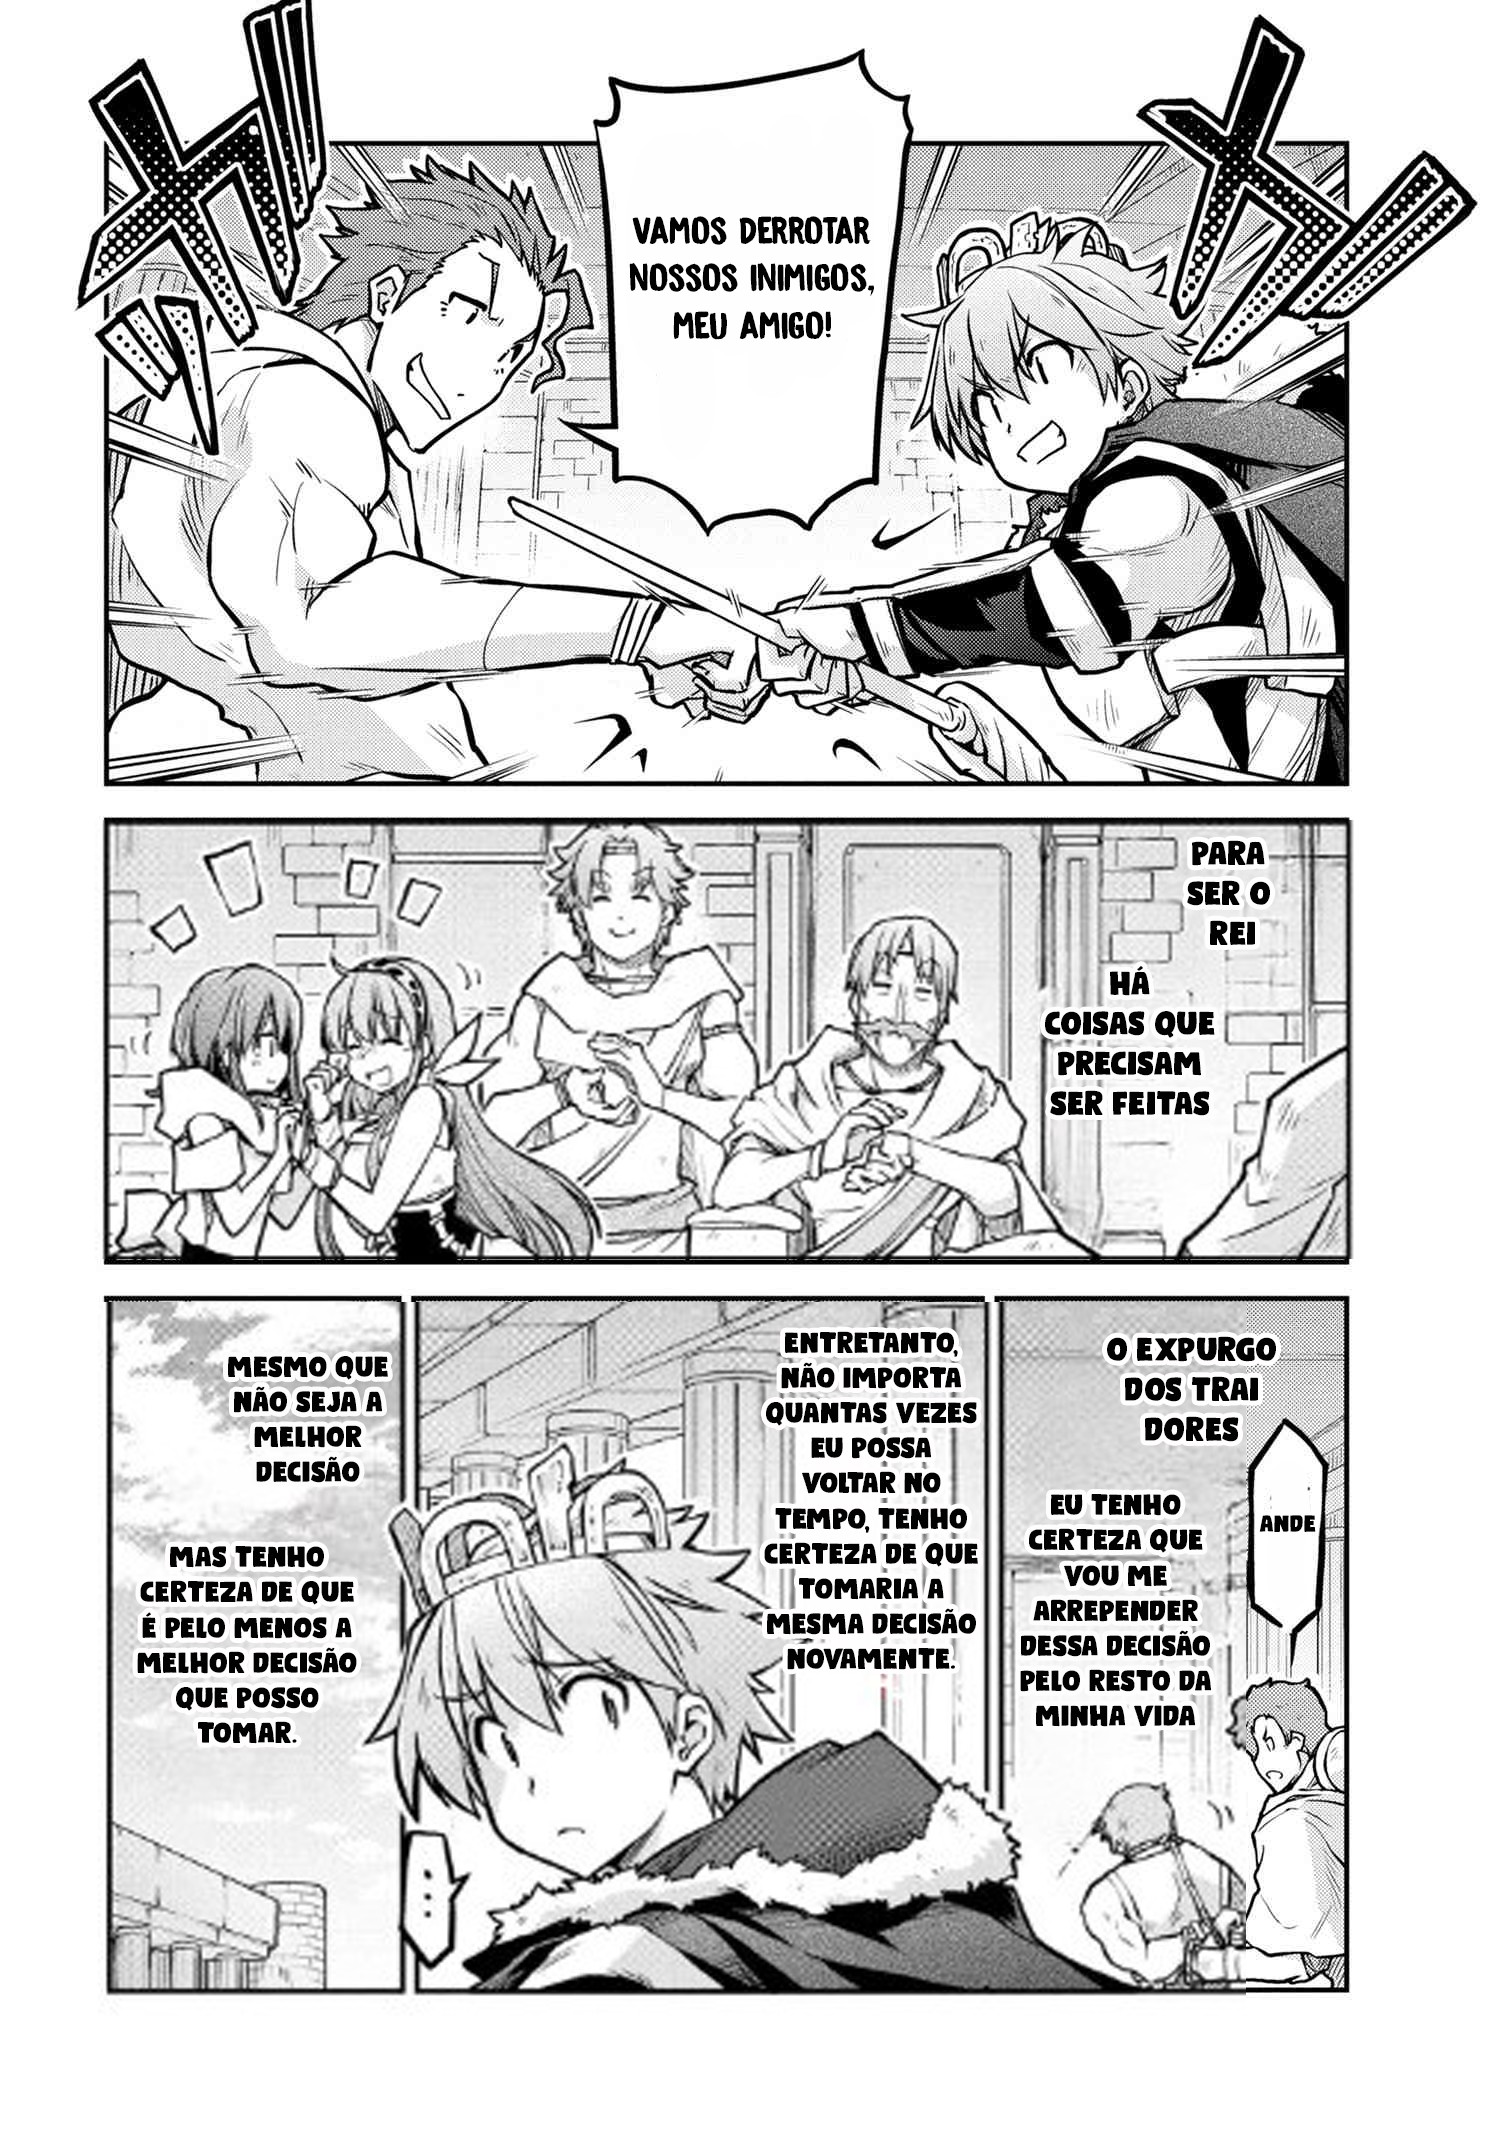 VAMOS DERROTAR
NOSSOS INIMIGOS,
MEU AMIGO!
PARA
SER O
REI
HÁ
COISAS QUE
PRECISAM
SER FEITAS
O EXPURGO
DOS TRAI
DORES
ANDE
EU TENHO
CERTEZA QUE
VOU ME
ARREPENDER
DESSA DECISÃO
PELO RESTO DA
MINHA VIDA
ENTRETANTO,
NÃO IMPORTA
QUANTAS VEZES
EU POSSA
VOLTAR NO
TEMPO, TENHO
CERTEZA DE QUE
TOMARIA A
MESMA DECISÃO
NOVAMENTE.
...
MESMO QUE
NÃO SEJA A
MELHOR
DECISÃO
MAS TENHO
CERTEZA DE QUE
É PELO MENOS A
MELHOR DECISÃO
QUE POSSO
TOMAR.